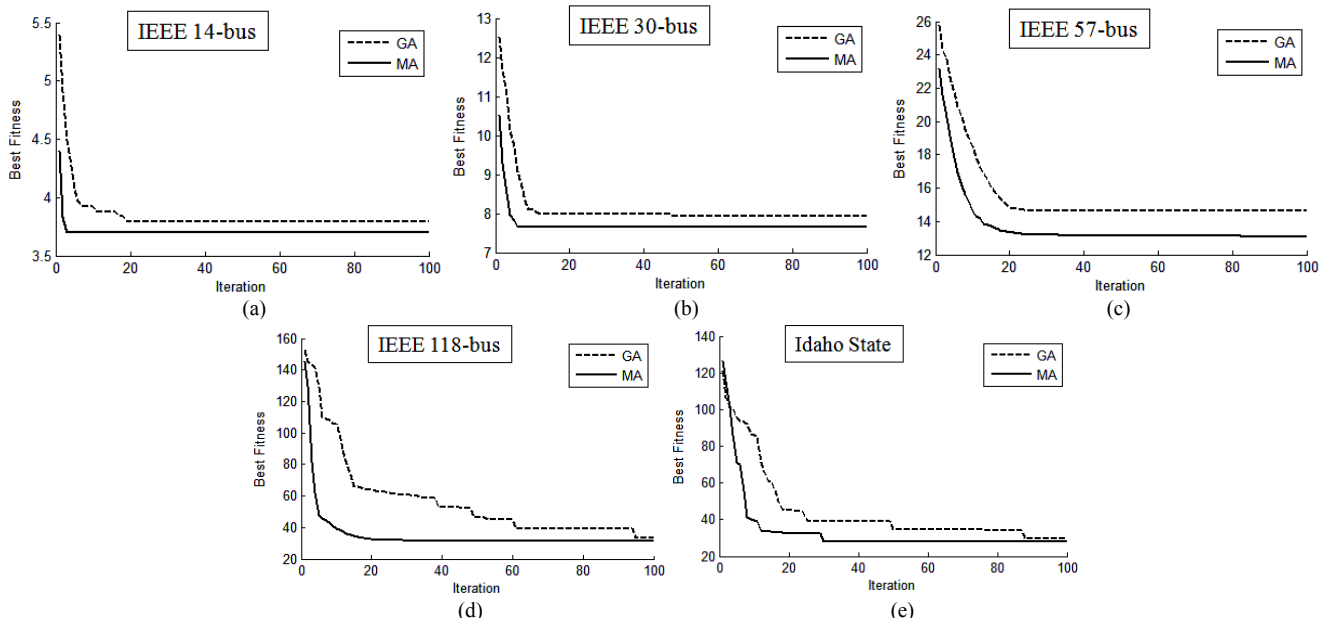 IEEE 14-bus
GA
MA
Best Fitness
5.5
5
4.5
4
3.5
0 20 40 60 80 100
Iteration
(a)
IEEE 30-bus
GA
MA
Best Fitness
13
12
11
10
9
8
7
0 20 40 60 80 100
Iteration
(b)
IEEE 57-bus
GA
MA
Best Fitness
26
24
22
20
18
16
14
12
0 20 40 60 80 100
Iteration
(c)
IEEE 118-bus
GA
MA
Best Fitness
160
140
120
100
80
60
40
20
0 20 40 60 80 100
Iteration
(d)
Idaho State
GA
MA
Best Fitness
140
120
100
80
60
40
20
0 20 40 60 80 100
Iteration
(e)